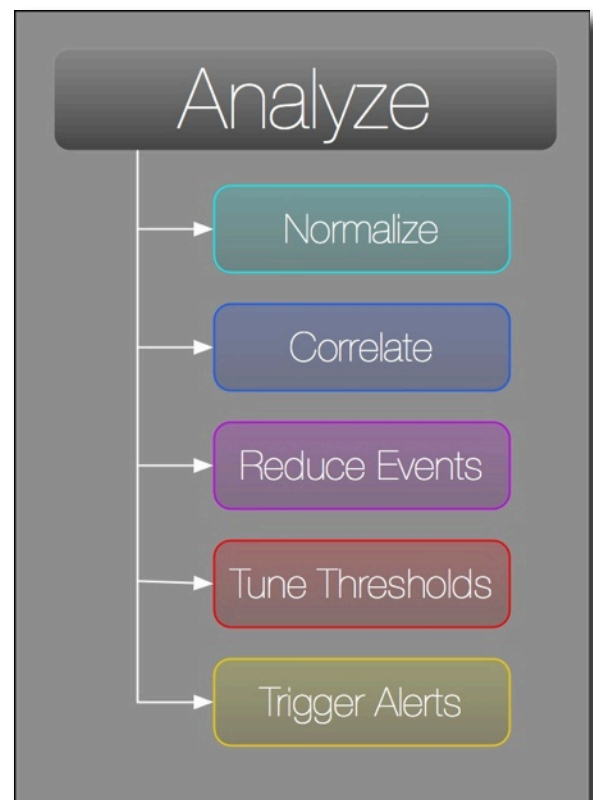 Analyze
Normalize
Correlate
Reduce Events
Tune Thresholds
Trigger Alerts